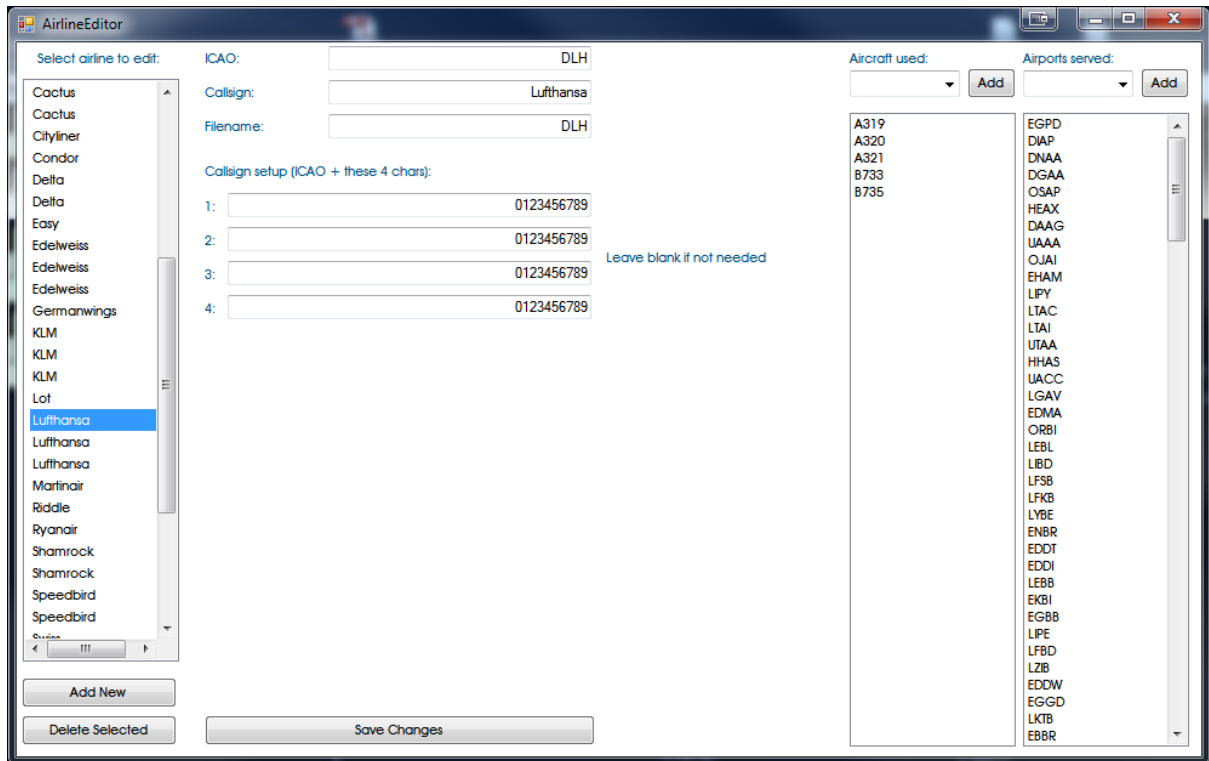 AirlineEditor
Select airline to edit:
Cactus
Cactus
Cityliner
Condor
Delta
Delta
Easy
Edelweiss
Edelweiss
Edelweiss
Germanwings
KLM
KLM
KLM
Lot
Lufthansa
Lufthansa
Lufthansa
Martinair
Riddle
Ryanair
Shamrock
Shamrock
Speedbird
Speedbird
Swiss
Add New
Delete Selected
ICAO: DLH
Callsign: Lufthansa
Filename: DLH
Callsign setup (ICAO + these 4 chars):
1: 0123456789
2: 0123456789
3: 0123456789
4: 0123456789
Leave blank if not needed
Save Changes
Aircraft used:
Add
A319
A320
A321
B733
B735
Airports served:
Add
EGPD
DIAP
DNAA
DGAA
OSAP
HEAX
DAAG
UAAA
OJAI
EHAM
LIPY
LTAC
LTAI
UTAA
HHAS
UACC
LGAV
EDMA
ORBI
LEBL
LIBD
LFSB
LFKB
LYBE
ENBR
EDDT
EDDI
LEBB
EKBI
EGBB
LIPE
LFBD
LZIB
EDDW
EGGD
LKTB
EBBR